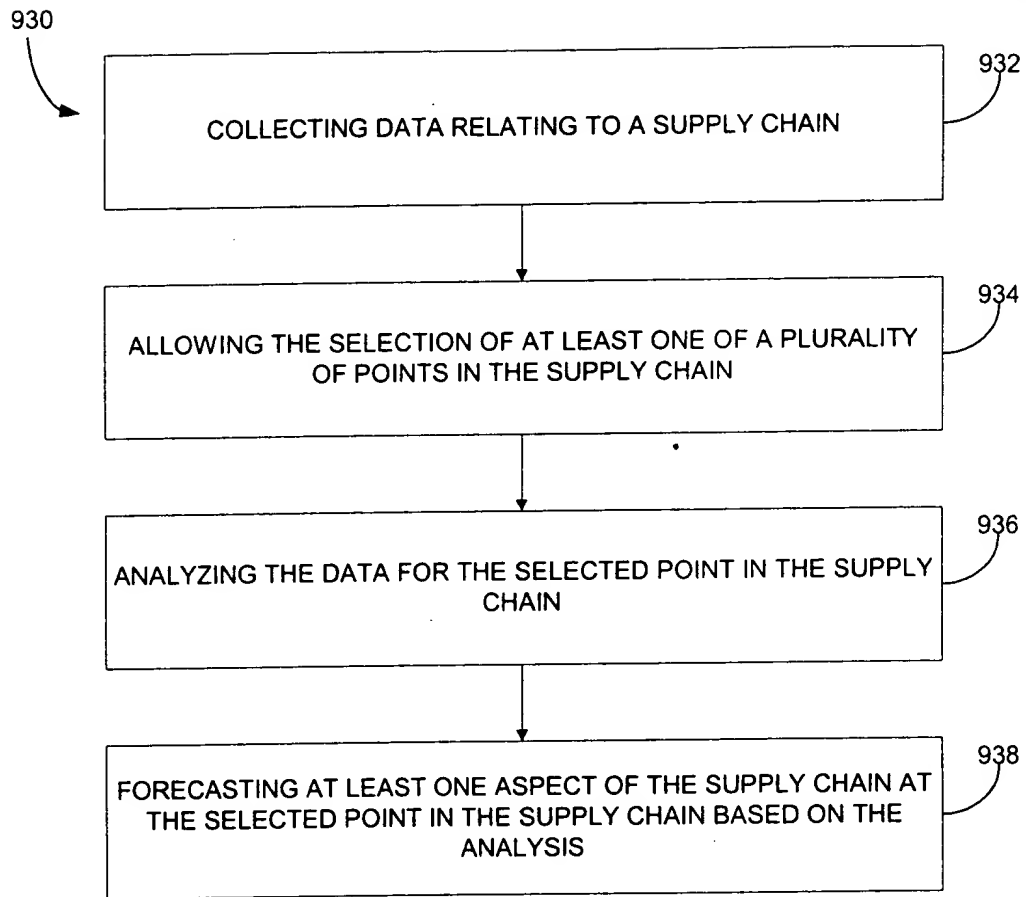 930
932
COLLECTING DATA RELATING TO A SUPPLY CHAIN
934
ALLOWING THE SELECTION OF AT LEAST ONE OF A PLURALITY
OF POINTS IN THE SUPPLY CHAIN
936
ANALYZING THE DATA FOR THE SELECTED POINT IN THE SUPPLY
CHAIN
938
FORECASTING AT LEAST ONE ASPECT OF THE SUPPLY CHAIN AT
THE SELECTED POINT IN THE SUPPLY CHAIN BASED ON THE
ANALYSIS